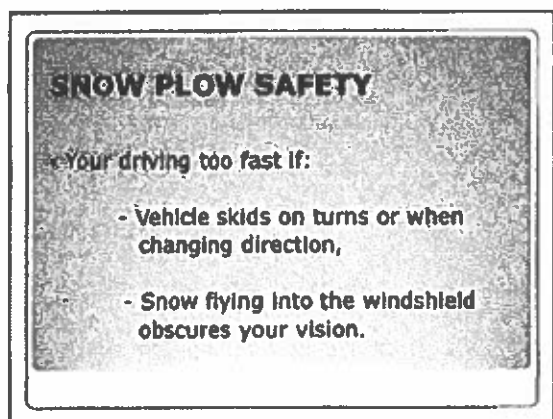 SNOW PLOW SAFETY
• Your driving too fast if:
- Vehicle skids on turns or when
changing direction,
- Snow flying into the windshield
obscures your vision.